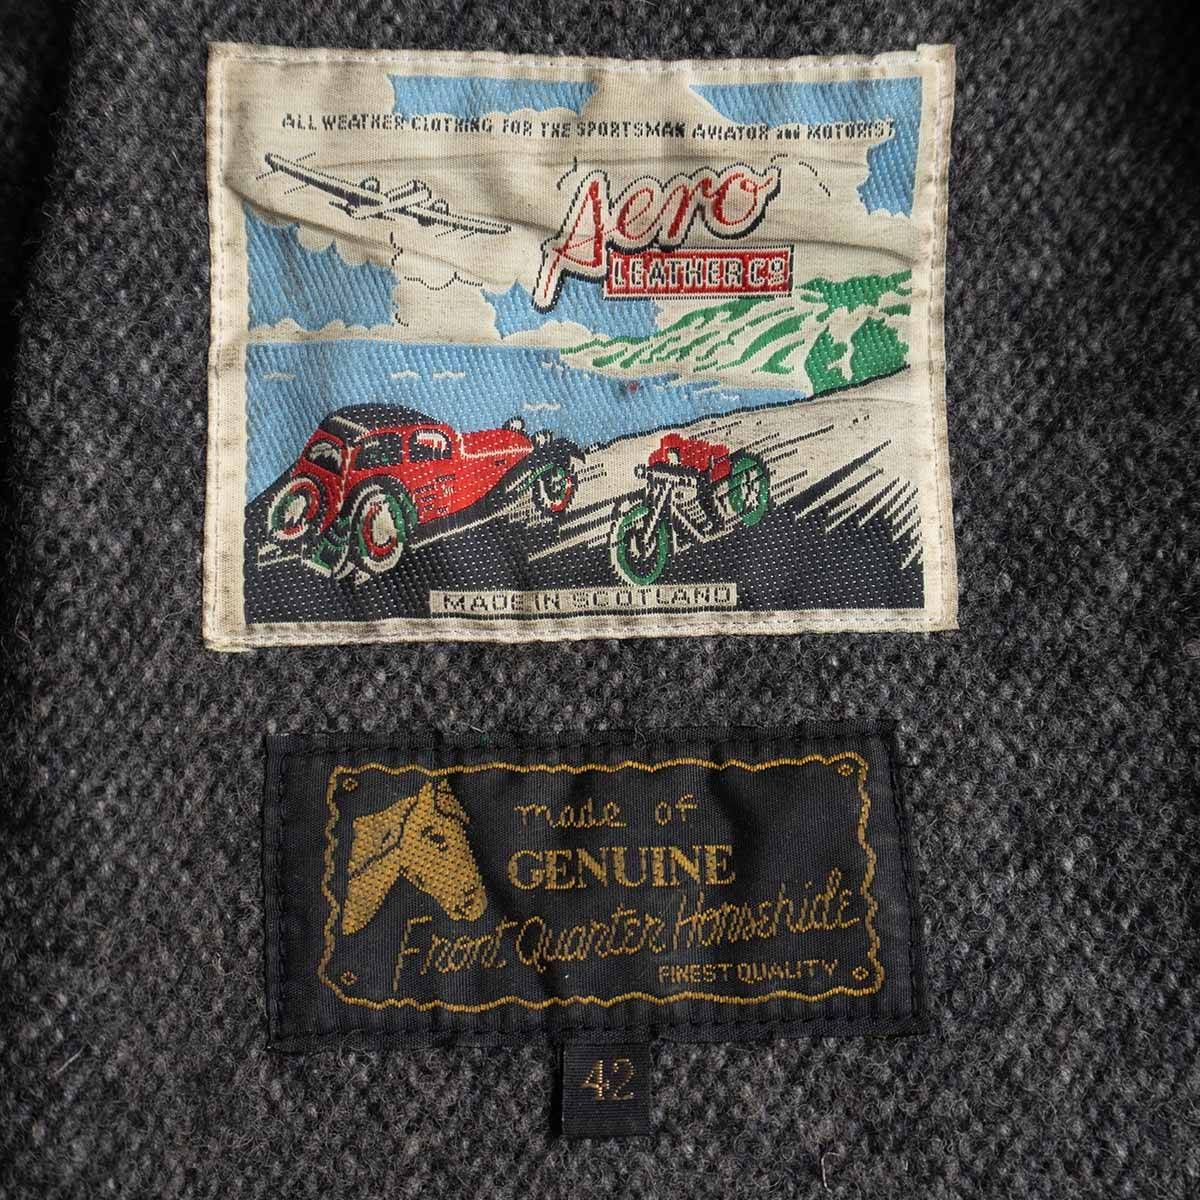 ALL WEATHER CLOTHING FOR THE SPORTSMAN AVIATOR AND MOTORIST
Aero
LEATHER Co
MADE IN SCOTLAND
made of
GENUINE
Front Quarter Horsehide
FINEST QUALITY
42